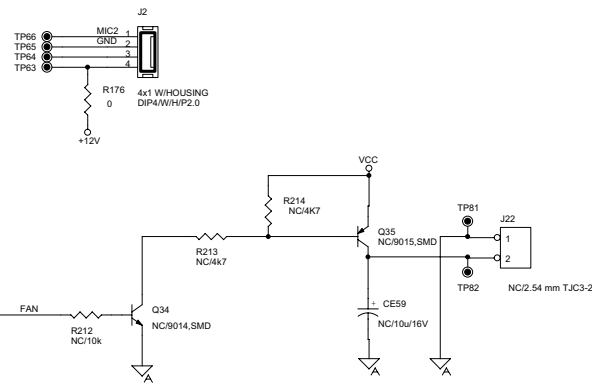 J2
TP66
MIC2
1
TP65
GND
2
TP64
3
TP63
4
R176
0
4x1 W/HOUSING
DIP4/W/H/P2.0
+12V
VCC
R214
NC/4K7
TP81
J22
Q35
NC/9015,SMD
1
2
R213
NC/4k7
TP82
NC/2.54 mm TJC3-2
FAN
Q34
+
CE59
R212
NC/10k
NC/9014,SMD
NC/10u/16V
A
A
A